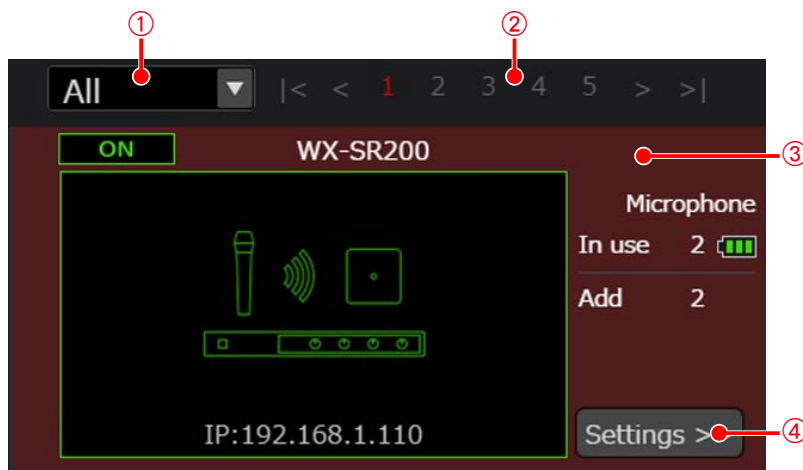 ① ②
All |< < 1 2 3 4 5 > >|
ON WX-SR200 ③
Microphone
In use 2
Add 2
IP:192.168.1.110 Settings > ④